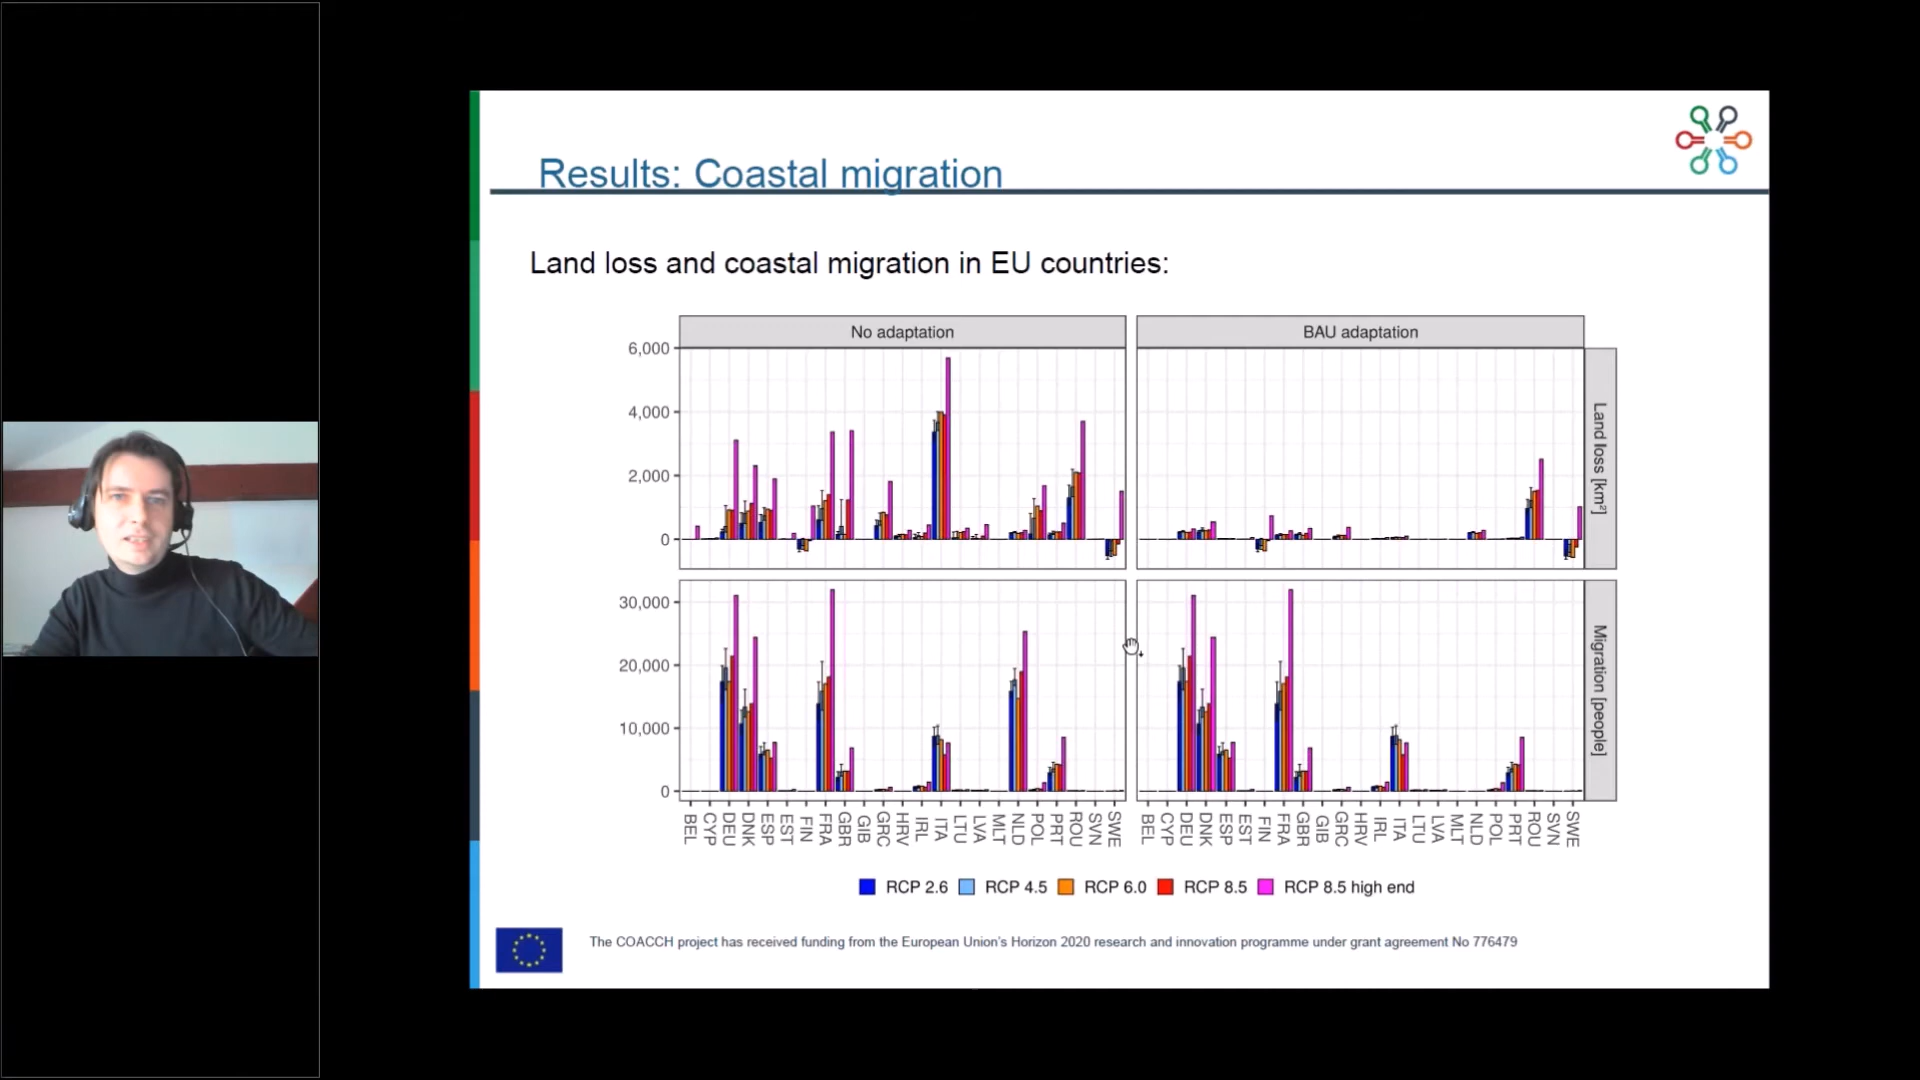 Results: Coastal migration
Land loss and coastal migration in EU countries:
No adaptation
BAU adaptation
6,000
4,000
2,000
0
Land loss [km²]
30,000
20,000
10,000
0
Migration [people]
BEL CYP DEU DNK ESP EST FIN FRA GBR GIB GRC HRV IRL ITA LTU LVA MLT NLD POL PRT ROU SVN SWE
BEL CYP DEU DNK ESP EST FIN FRA GBR GIB GRC HRV IRL ITA LTU LVA MLT NLD POL PRT ROU SVN SWE
RCP 2.6 RCP 4.5 RCP 6.0 RCP 8.5 RCP 8.5 high end
The COACCH project has received funding from the European Union's Horizon 2020 research and innovation programme under grant agreement No 776479